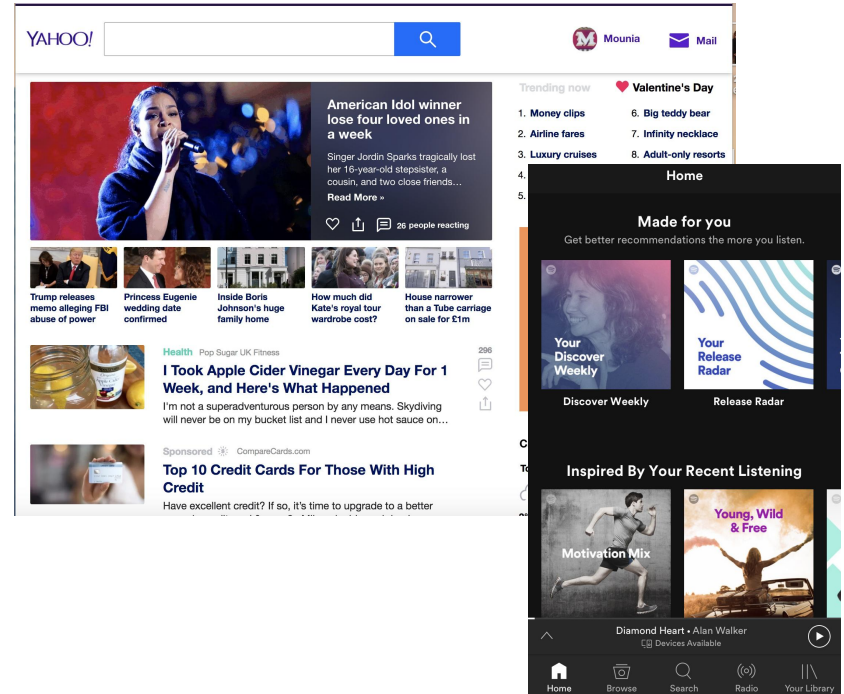 YAHOO!
Mounia
Mail
American Idol winner
lose four loved ones in
a week
Singer Jordin Sparks tragically lost
her 16-year-old stepsister, a
cousin, and two close friends…
Read More »
26 people reacting
Trending now
Valentine's Day
1. Money clips
2. Airline fares
3. Luxury cruises
4.
5.
6. Big teddy bear
7. Infinity necklace
8. Adult-only resorts
Trump releases
memo alleging FBI
abuse of power
Princess Eugenie
wedding date
confirmed
Inside Boris
Johnson's huge
family home
How much did
Kate's royal tour
wardrobe cost?
House narrower
than a Tube carriage
on sale for £1m
Health Pop Sugar UK Fitness
I Took Apple Cider Vinegar Every Day For 1
Week, and Here's What Happened
I'm not a superadventurous person by any means. Skydiving
will never be on my bucket list and I never use hot sauce on…
296
Sponsored CompareCards.com
Top 10 Credit Cards For Those With High
Credit
Have excellent credit? If so, it's time to upgrade to a better
Home
Made for you
Get better recommendations the more you listen.
Your
Discover
Weekly
Discover Weekly
Your
Release
Radar
Release Radar
Inspired By Your Recent Listening
Motivation Mix
Young, Wild
& Free
Diamond Heart • Alan Walker
Devices Available
Home
Browse
Search
Radio
Your Library